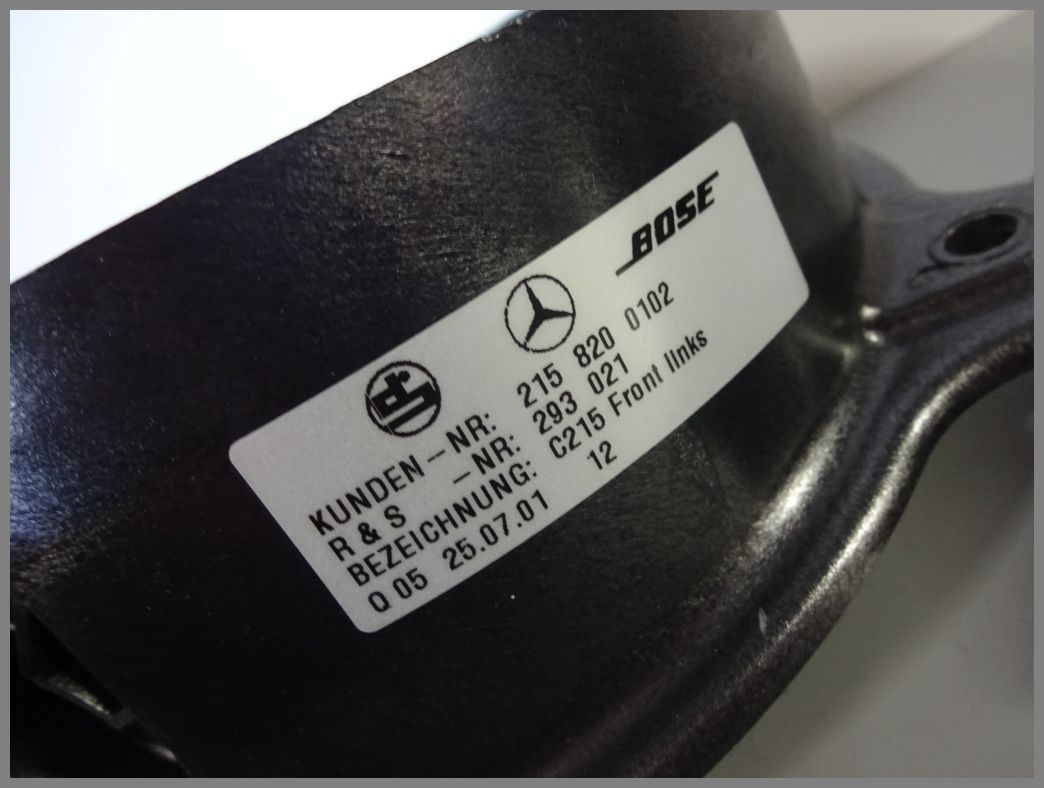 BOSE
KUNDEN-NR: 215 820 0102
R & S -NR: 293 021
BEZEICHNUNG: C215 Front links
Q 05 25.07.01 12